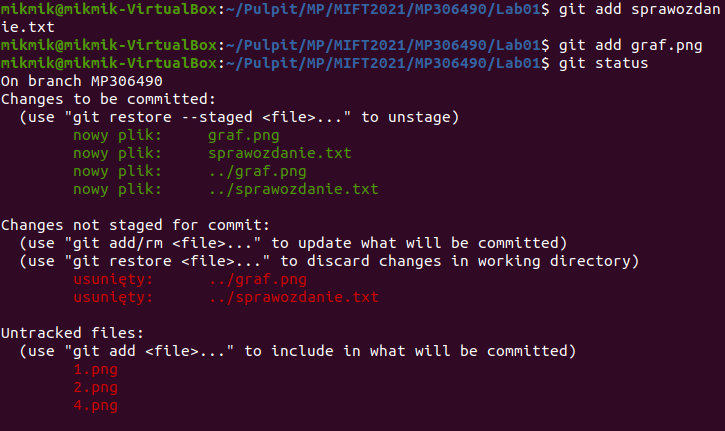 mikmik@mikmik-VirtualBox:~/Pulpit/MP/MIFT2021/MP306490/Lab01$ git add sprawozdan
ie.txt
mikmik@mikmik-VirtualBox:~/Pulpit/MP/MIFT2021/MP306490/Lab01$ git add graf.png
mikmik@mikmik-VirtualBox:~/Pulpit/MP/MIFT2021/MP306490/Lab01$ git status
On branch MP306490
Changes to be committed:
  (use "git restore --staged <file>..." to unstage)
        nowy plik:     graf.png
        nowy plik:     sprawozdanie.txt
        nowy plik:     ../graf.png
        nowy plik:     ../sprawozdanie.txt

Changes not staged for commit:
  (use "git add/rm <file>..." to update what will be committed)
  (use "git restore <file>..." to discard changes in working directory)
        usunięty:      ../graf.png
        usunięty:      ../sprawozdanie.txt

Untracked files:
  (use "git add <file>..." to include in what will be committed)
        1.png
        2.png
        4.png